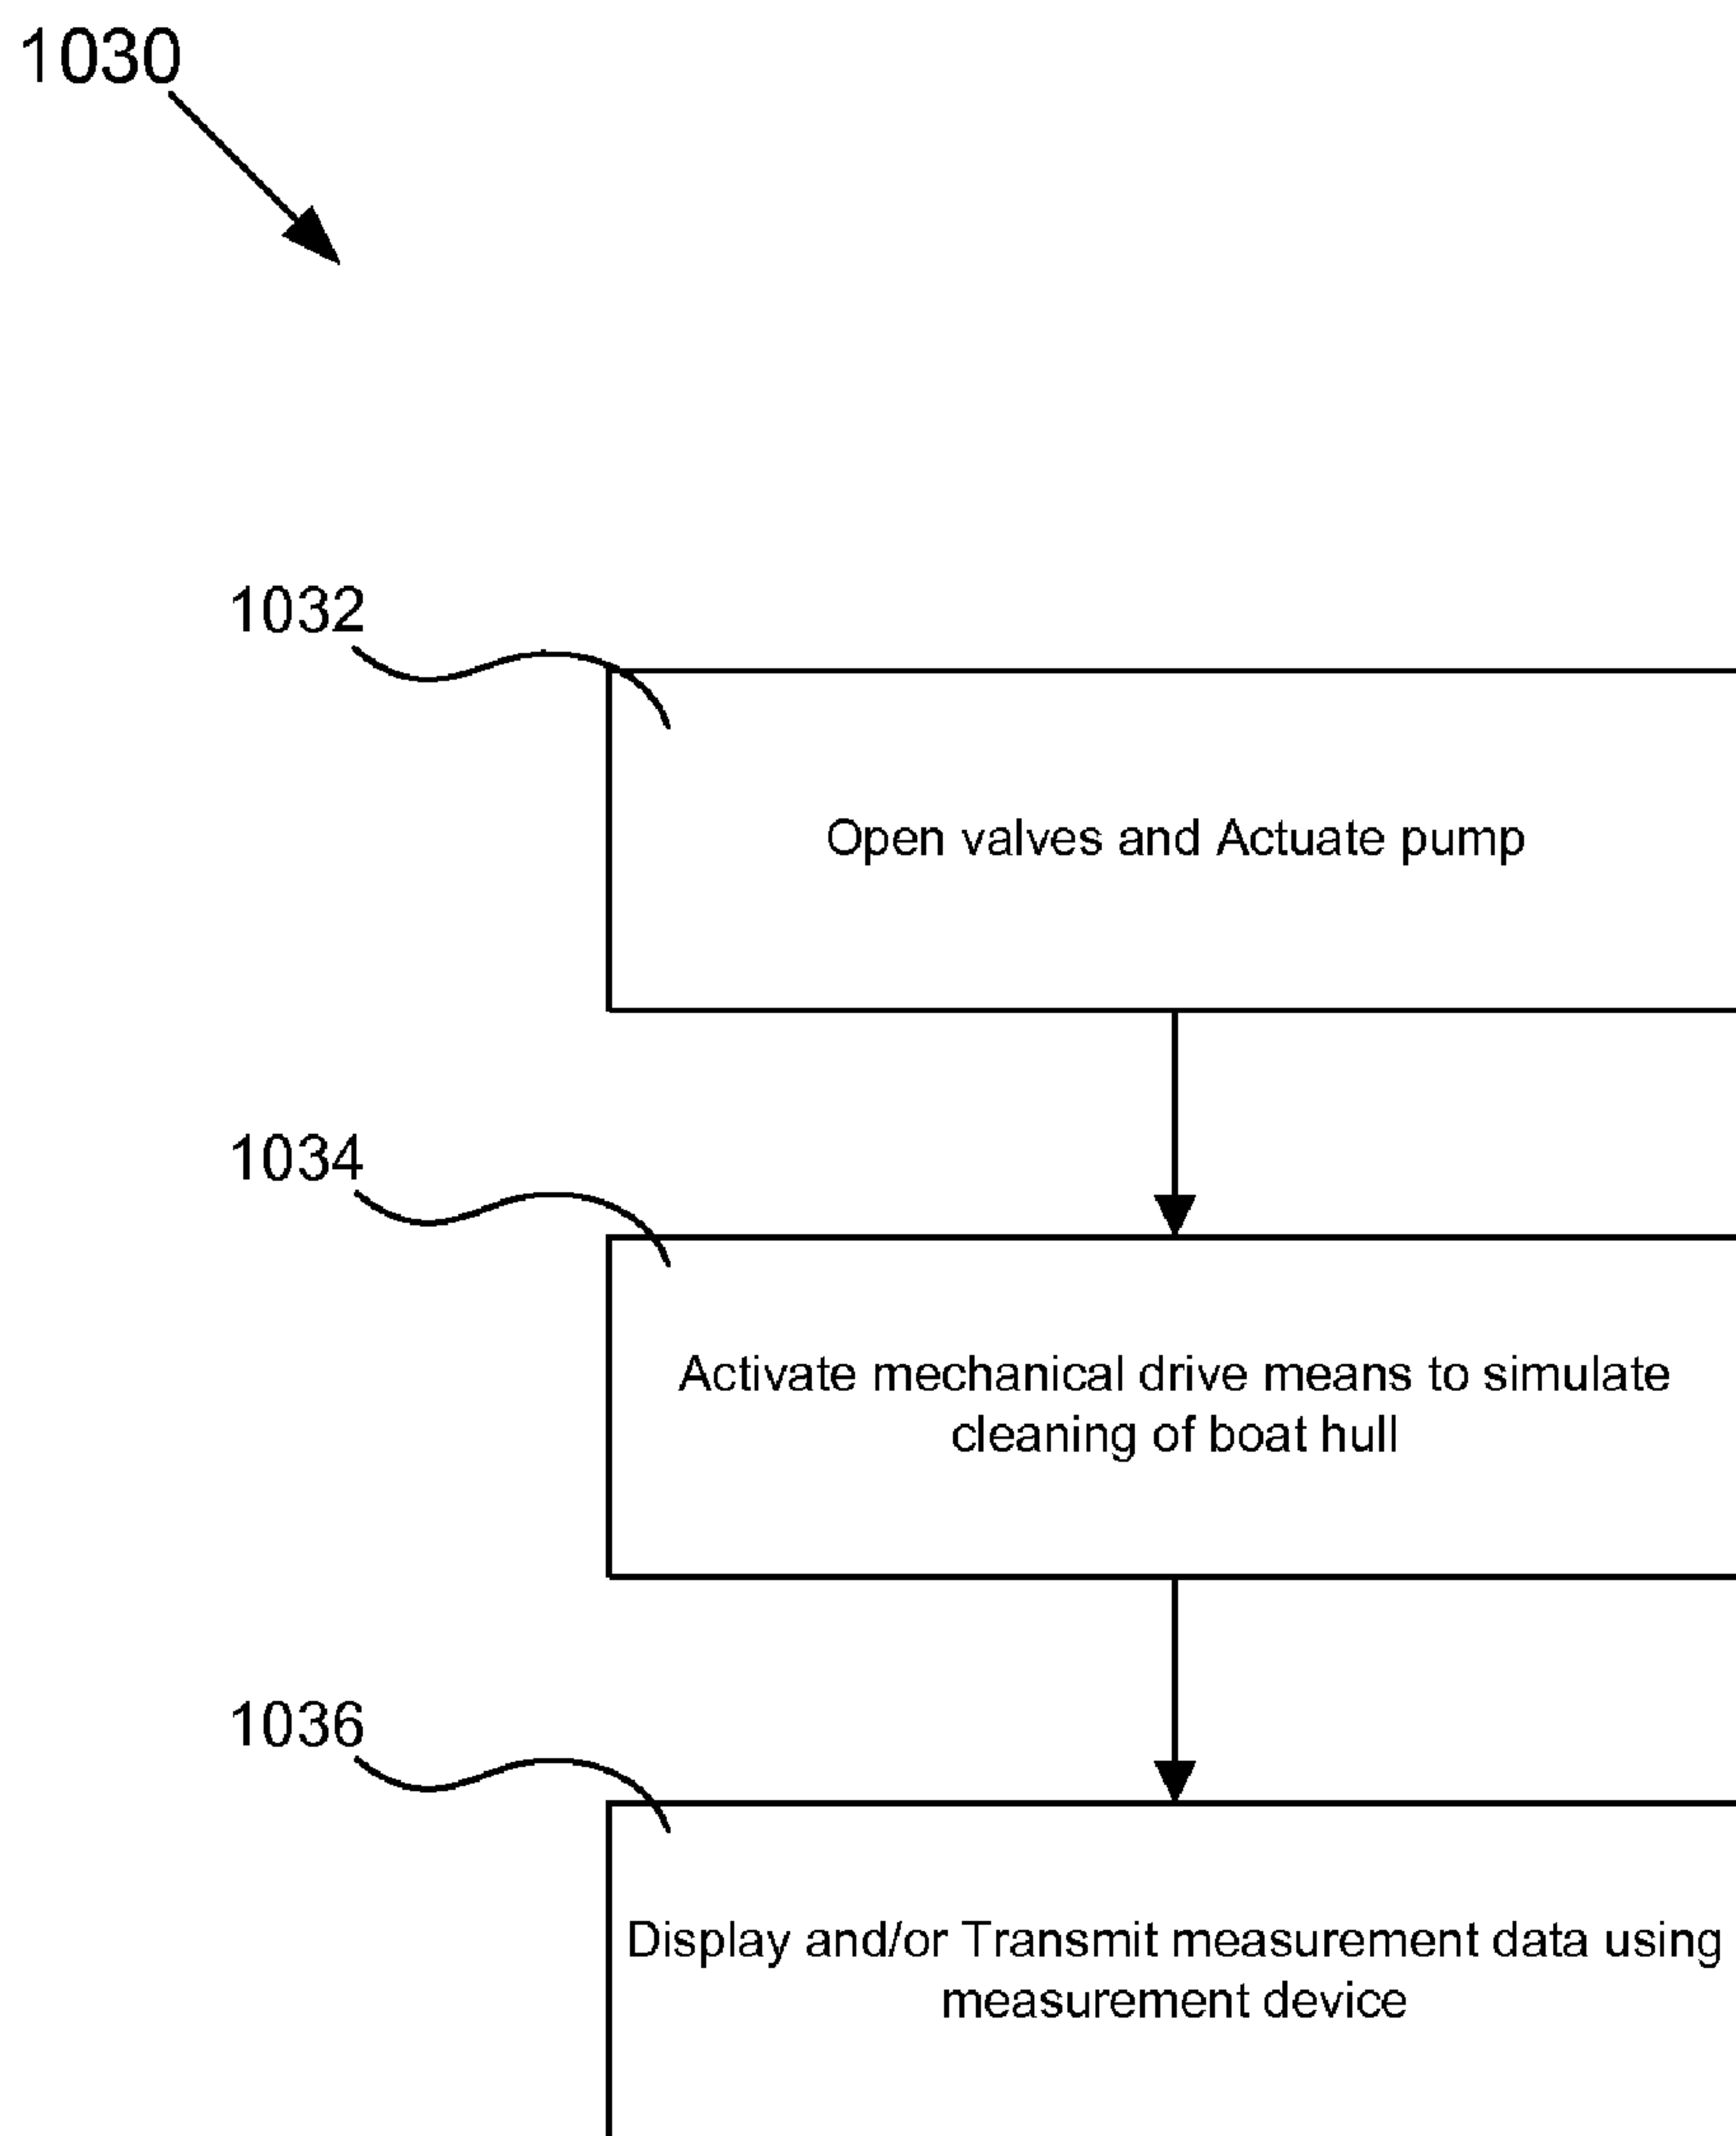 1030
1032
Open valves and Actuate pump
1034
Activate mechanical drive means to simulate
cleaning of boat hull
1036
Display and/or Transmit measurement data using
measurement device